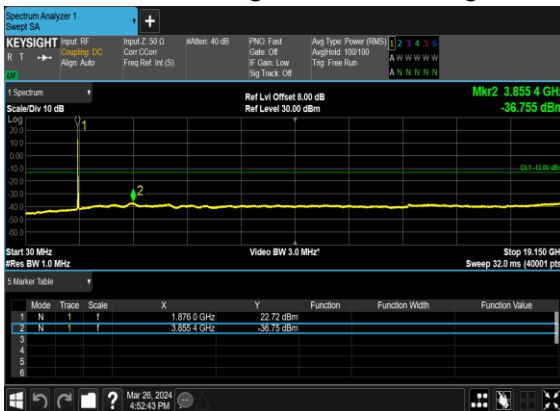 Spectrum Analyzer 1
Swept SA
KEYSIGHT Input: RF Input Z: 50 Ω #Atten: 40 dB PNO: Fast Avg Type: Power (RMS) 1 2 3 4 5 6
R T Coupling: DC Corr CCorr Gate: Off Avg|Hold: 100/100 A W W W W W
Align: Auto Freq Ref: Int (S) IF Gain: Low Trig: Free Run
Sig Track: Off A N N N N N
LV
1 Spectrum Ref Lvl Offset 8.00 dB Mkr2 3.855 4 GHz
Scale/Div 10 dB Ref Level 30.00 dBm -36.755 dBm
Log
20.0
10.0
0.00
-10.0
DL1 -13.00 dBm
-20.0
-30.0
-40.0
-50.0
-60.0
1
2
Start 30 MHz Video BW 3.0 MHz* Stop 19.150 GH
#Res BW 1.0 MHz Sweep 32.0 ms (40001 pts
5 Marker Table
Mode Trace Scale X Y Function Function Width Function Value
1 N 1 f 1.876 0 GHz 22.72 dBm
2 N 1 f 3.855 4 GHz -36.75 dBm
3
4
5
6
? Mar 26, 2024
4:52:43 PM